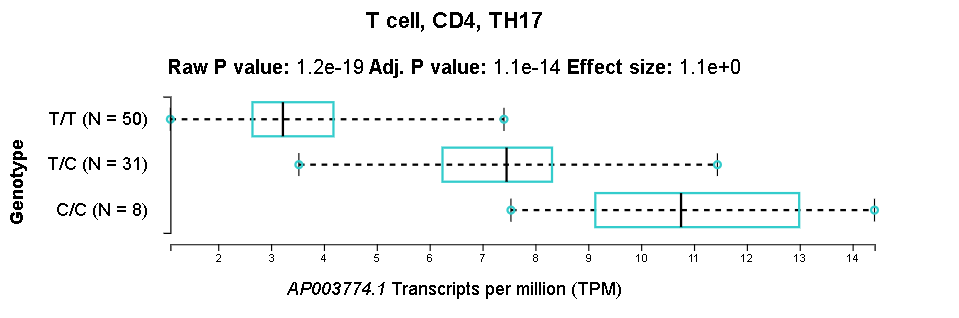 T cell, CD4, TH17
Raw P value: 1.2e-19 Adj. P value: 1.1e-14 Effect size: 1.1e+0
Genotype
T/T (N = 50)
T/C (N = 31)
C/C (N = 8)
2 3 4 5 6 7 8 9 10 11 12 13 14
AP003774.1 Transcripts per million (TPM)